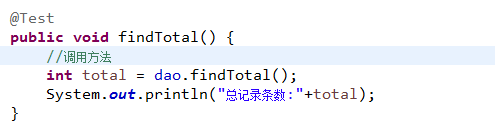 @Test
public void findTotal() {
    //调用方法
    int total = dao.findTotal();
    System.out.println("总记录条数:"+total);
}